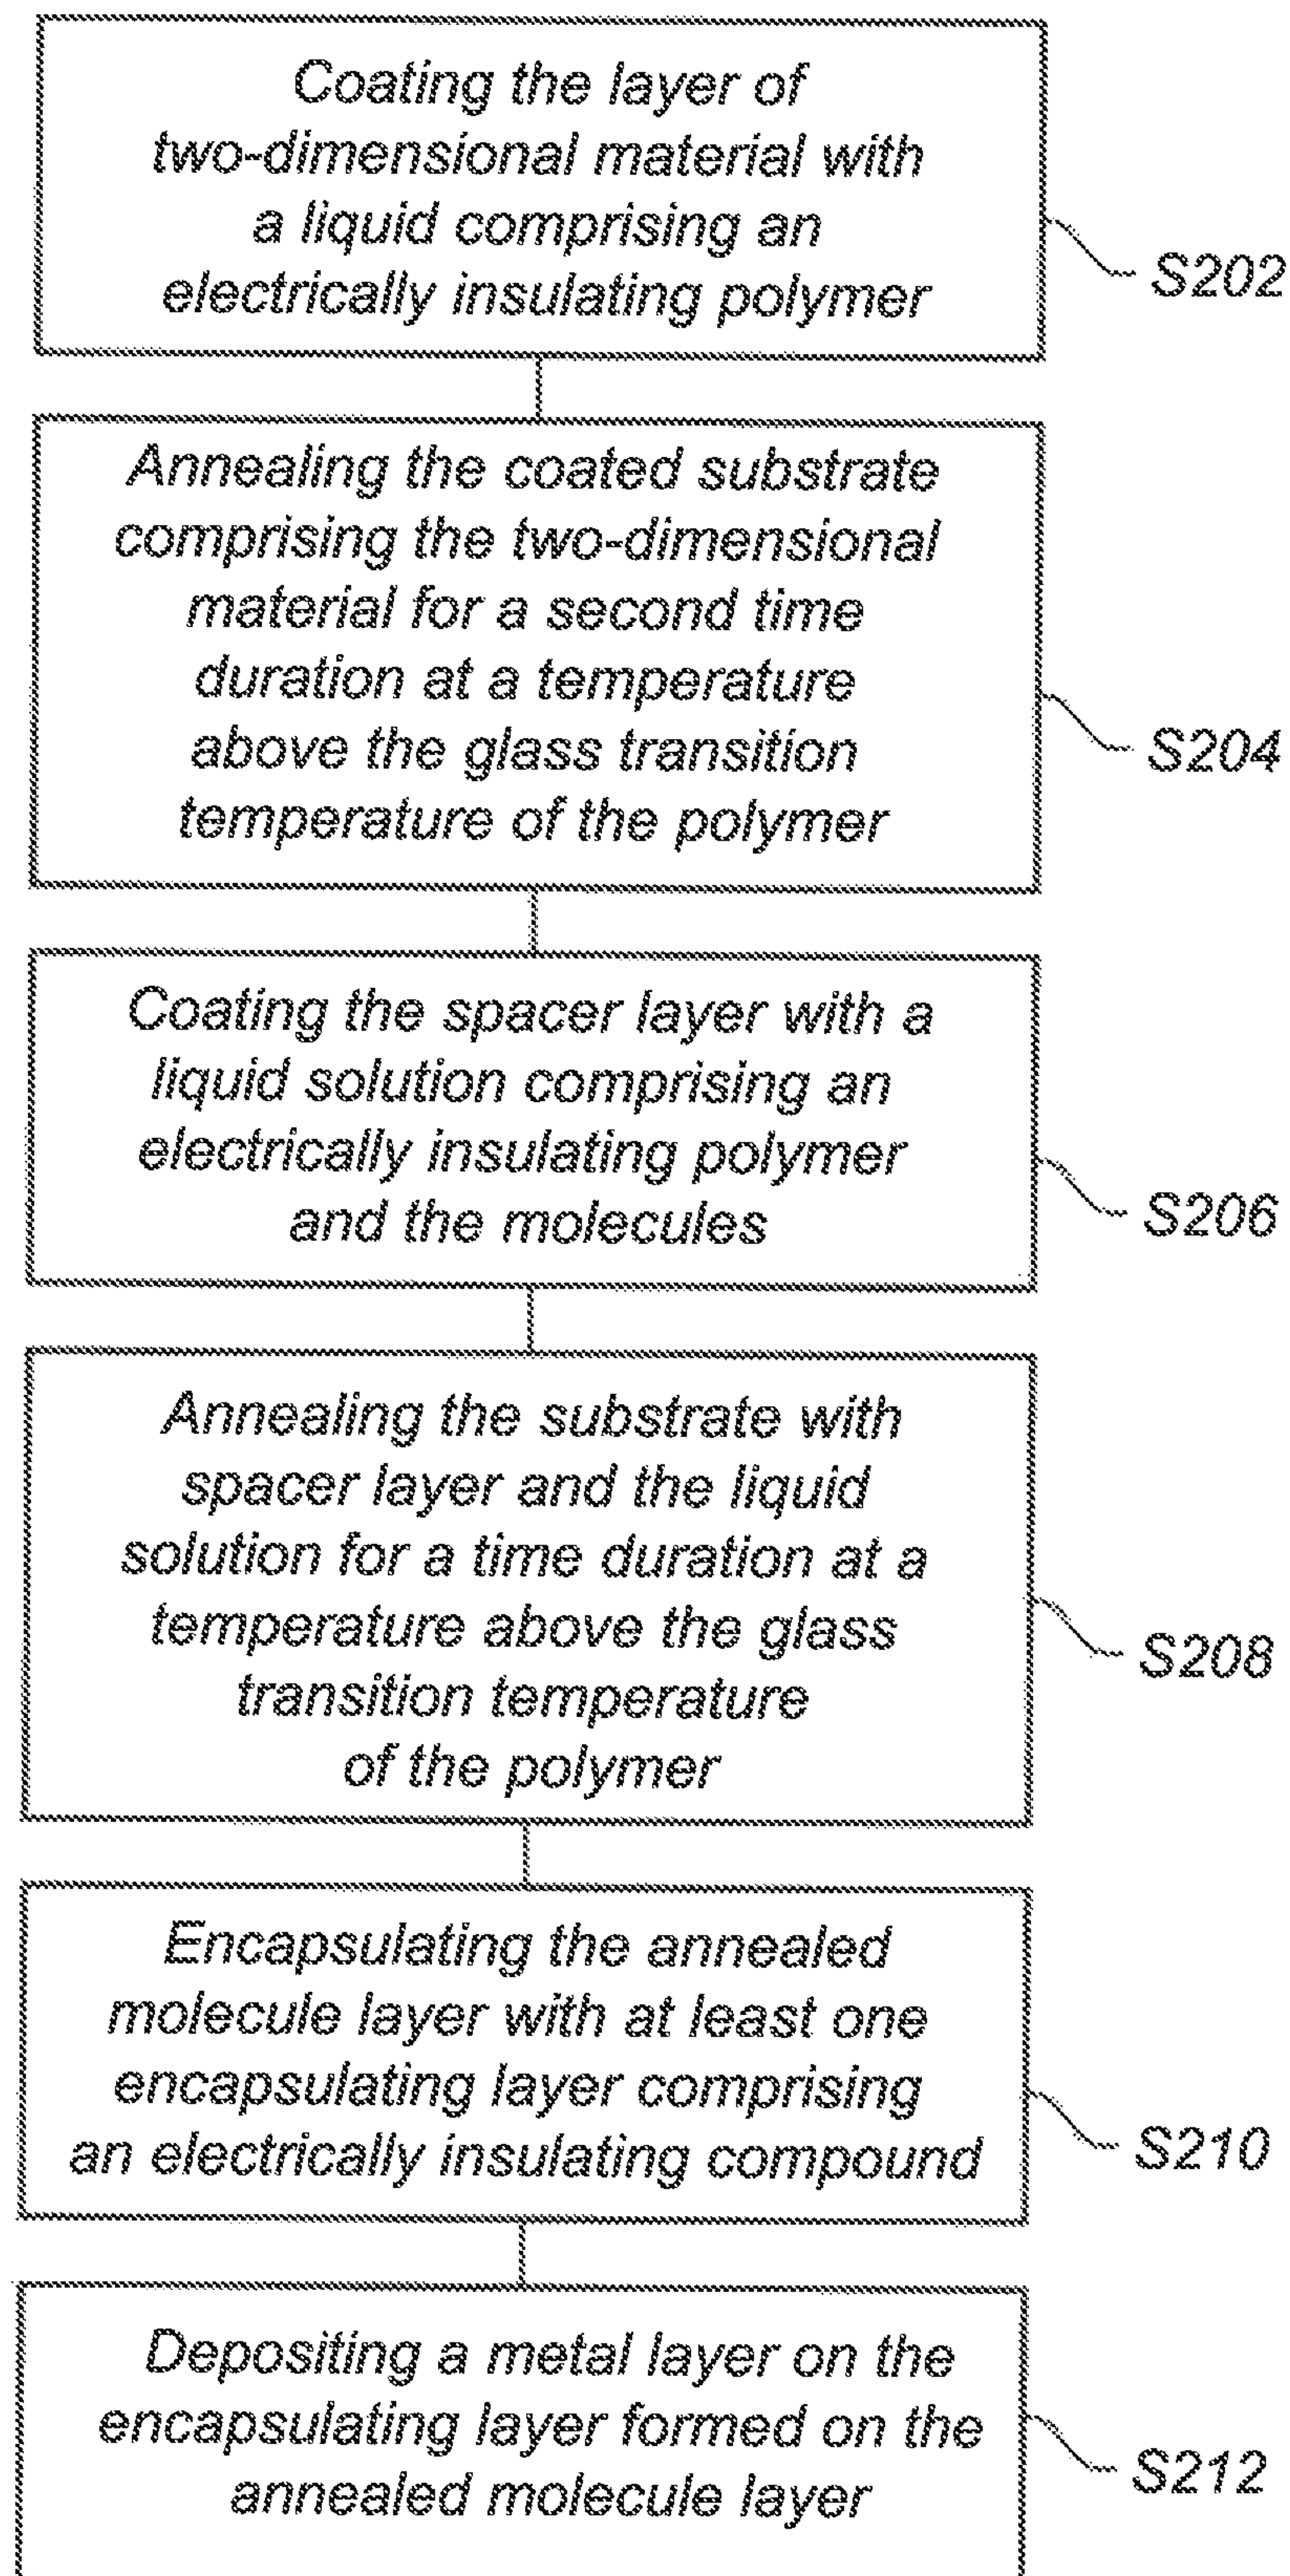 Coating the layer of
two-dimensional material with
a liquid comprising an
electrically insulating polymer
S202
Annealing the coated substrate
comprising the two-dimensional
material for a second time
duration at a temperature
above the glass transition
temperature of the polymer
S204
Coating the spacer layer with a
liquid solution comprising an
electrically insulating polymer
and the molecules
S206
Annealing the substrate with
spacer layer and the liquid
solution for a time duration at a
temperature above the glass
transition temperature
of the polymer
S208
Encapsulating the annealed
molecule layer with at least one
encapsulating layer comprising
an electrically insulating compound
S210
Depositing a metal layer on the
encapsulating layer formed on the
annealed molecule layer
S212